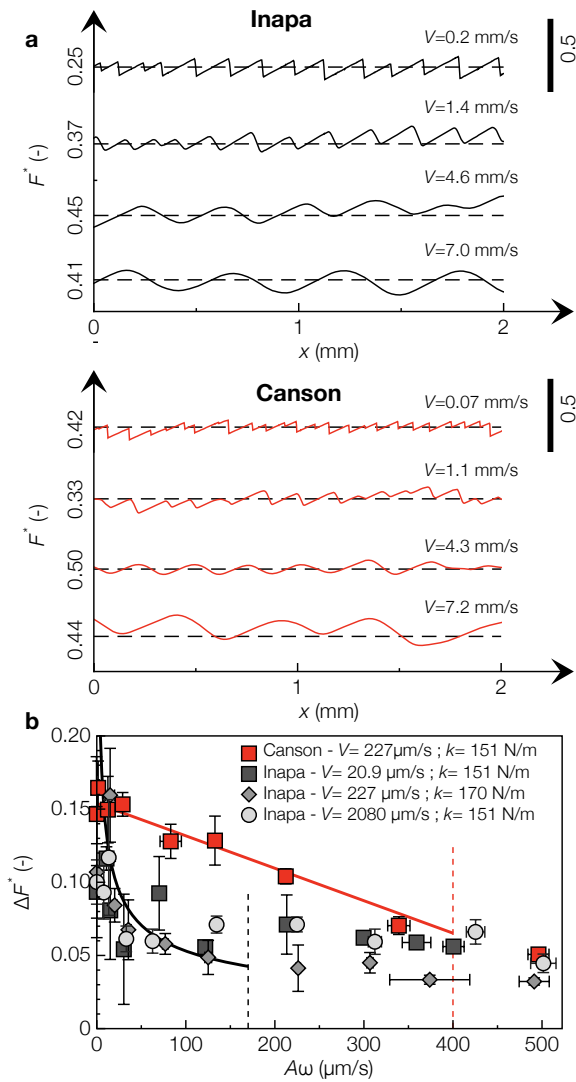 Inapa
a
V=0.2 mm/s
0.25
0.5
V=1.4 mm/s
0.37
F* (-)
V=4.6 mm/s
0.45
V=7.0 mm/s
0.41
0 1 2
-
x (mm)
Canson
V=0.07 mm/s
0.42
0.5
V=1.1 mm/s
0.33
F* (-)
V=4.3 mm/s
0.50
V=7.2 mm/s
0.44
0 1 2
x (mm)
b
0.20
Canson - V= 227µm/s ; k= 151 N/m
Inapa - V= 20.9 µm/s ; k= 151 N/m
Inapa - V= 227 µm/s ; k= 170 N/m
Inapa - V= 2080 µm/s ; k= 151 N/m
0.15
ΔF* (-)
0.10
0.05
0
0 100 200 300 400 500
Aω (µm/s)